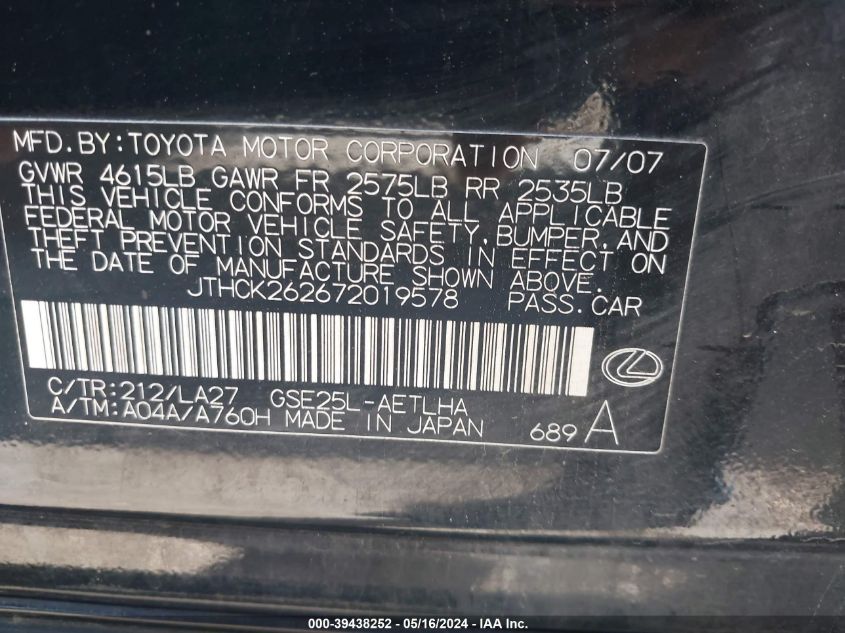 MFD.BY:TOYOTA MOTOR CORPORATION 07/07
GVWR 4615LB GAWR FR 2575LB RR 2535LB
THIS VEHICLE CONFORMS TO ALL APPLICABLE
FEDERAL MOTOR VEHICLE SAFETY,BUMPER,AND
THEFT PREVENTION STANDARDS IN EFFECT ON
THE DATE OF MANUFACTURE SHOWN ABOVE.
JTHCK262672019578 PASS.CAR
C/TR:212/LA27 GSE25L-AETLHA
A/TM:A04A/A760H MADE IN JAPAN 689 A
000-39438252 - 05/16/2024 - IAA Inc.